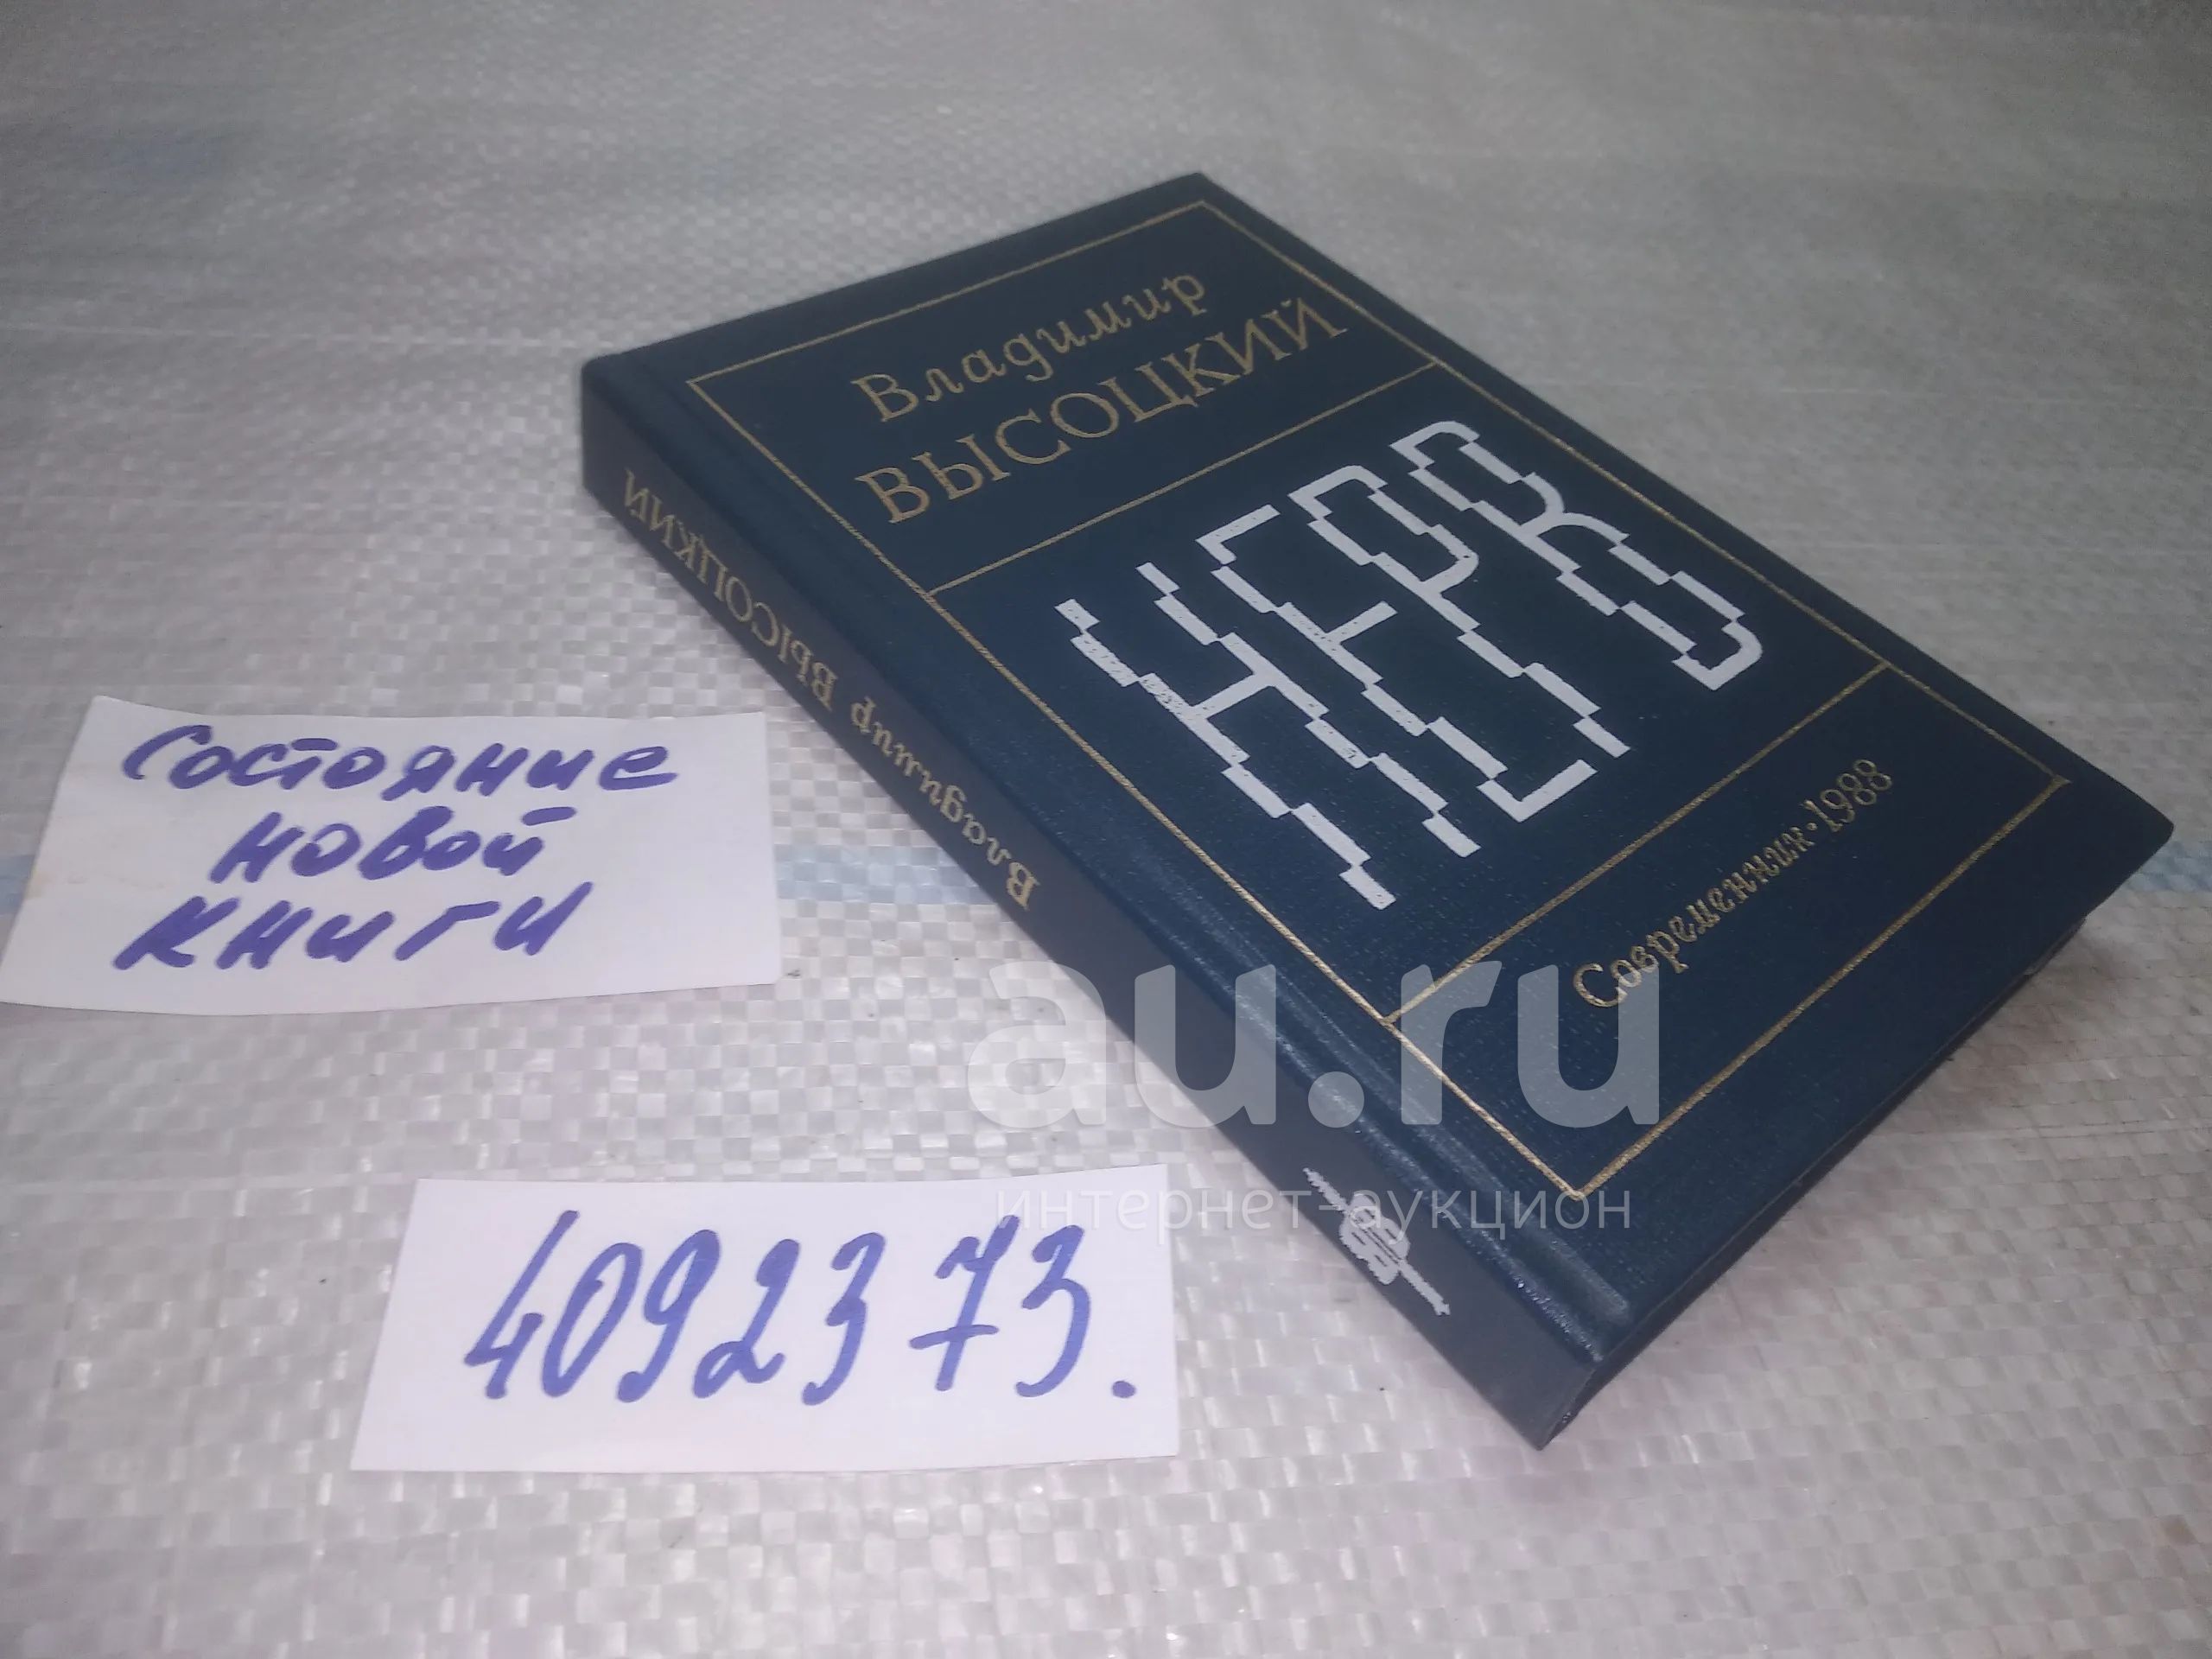 Владимир
ВЫСОЦКИЙ
НЕРВ
Современник·1988
Владимир ВЫСОЦКИЙ
Состояние
новой
книги
4092373.
au.ru
интернет-аукцион